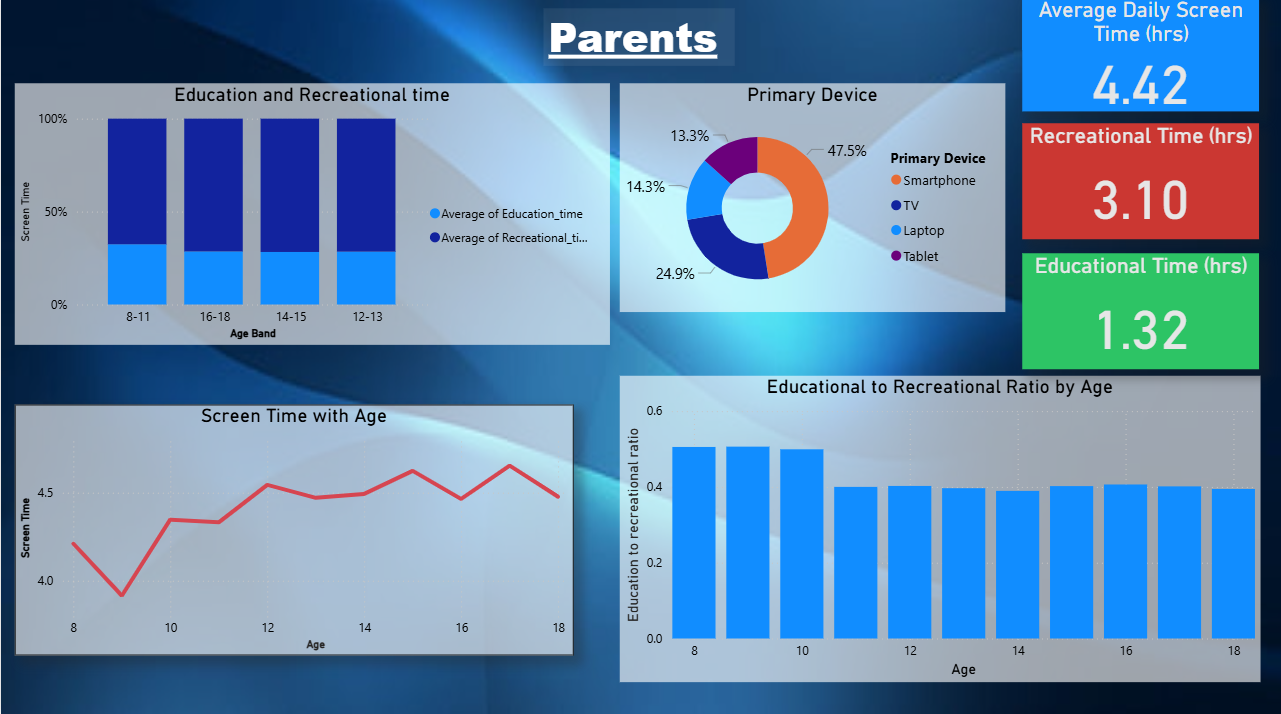 Parents
Average Daily Screen
Time (hrs)
4.42
Recreational Time (hrs)
3.10
Educational Time (hrs)
1.32
Education and Recreational time
100%
50%
0%
Screen Time
8-11
16-18
14-15
12-13
Age Band
Average of Education_time
Average of Recreational_ti...
Primary Device
13.3%
47.5%
14.3%
24.9%
Primary Device
Smartphone
TV
Laptop
Tablet
Screen Time with Age
4.5
4.0
Screen Time
8
10
12
14
16
18
Age
Educational to Recreational Ratio by Age
0.6
0.4
0.2
0.0
Education to recreational ratio
8
10
12
14
16
18
Age